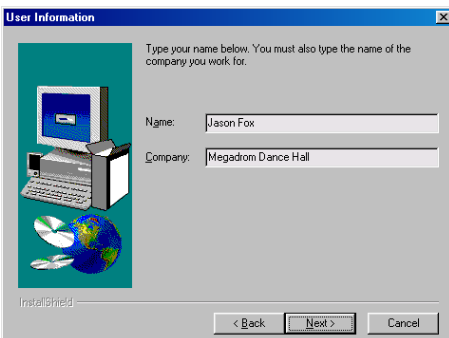 User Information
Type your name below. You must also type the name of the
company you work for.
Name: Jason Fox
Company: Megadrom Dance Hall
InstallShield
< Back Next > Cancel